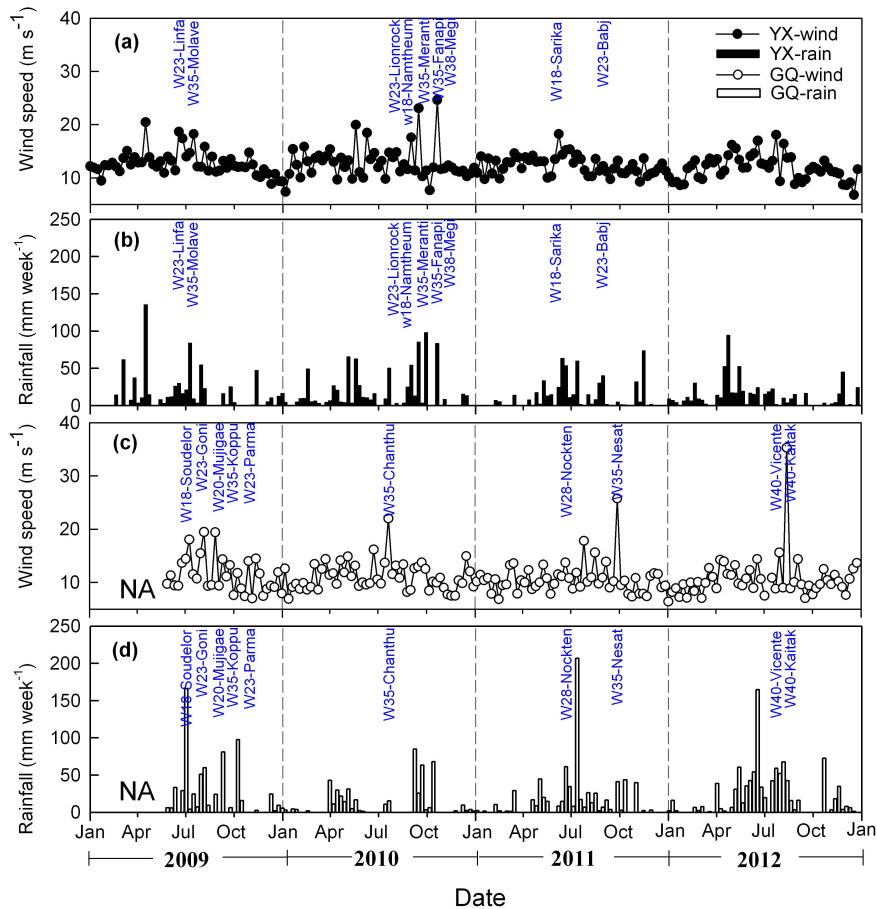 (a)
Wind speed (m s⁻¹)
40
30
20
10
W23-Linfa
W35-Molave
W23-Lionrock
w18-Namtheum
W35-Meranti
W35-Fanapi
W38-Megi
W18-Sarika
W23-Babj
YX-wind
YX-rain
GQ-wind
GQ-rain
(b)
Rainfall (mm week⁻¹)
250
200
150
100
50
0
W23-Linfa
W35-Molave
W23-Lionrock
w18-Namtheum
W35-Meranti
W35-Fanapi
W38-Megi
W18-Sarika
W23-Babj
(c)
Wind speed (m s⁻¹)
40
30
20
10
NA
W18-Soudelor
W23-Goni
W20-Mujigae
W35-Koppu
W23-Parma
W35-Chanthu
W28-Nockten
W35-Nesat
W40-Vicente
W40-Kaitak
(d)
Rainfall (mm week⁻¹)
250
200
150
100
50
0
NA
W18-Soudelor
W23-Goni
W20-Mujigae
W35-Koppu
W23-Parma
W35-Chanthu
W28-Nockten
W35-Nesat
W40-Vicente
W40-Kaitak
Jan Apr Jul Oct Jan Apr Jul Oct Jan Apr Jul Oct Jan Apr Jul Oct Jan
2009 2010 2011 2012
Date